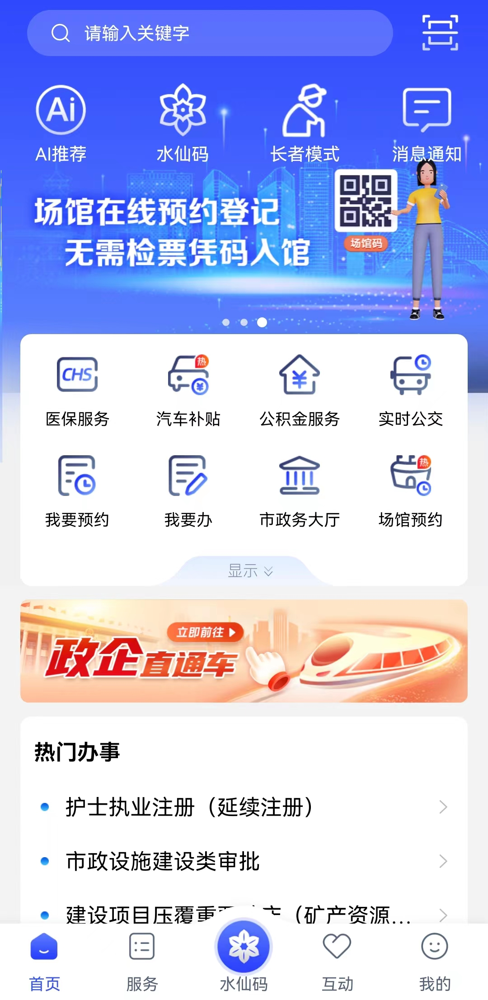 请输入关键字
Ai
AI推荐 水仙码 长者模式 消息通知
场馆在线预约登记
无需检票凭码入馆
场馆码
CHS 热
医保服务 汽车补贴 公积金服务 实时公交
热
我要预约 我要办 市政务大厅 场馆预约
显示
立即前往
政企直通车
热门办事
护士执业注册（延续注册）
市政设施建设类审批
建设项目压覆重（矿产资源...
首页 服务 水仙码 互动 我的